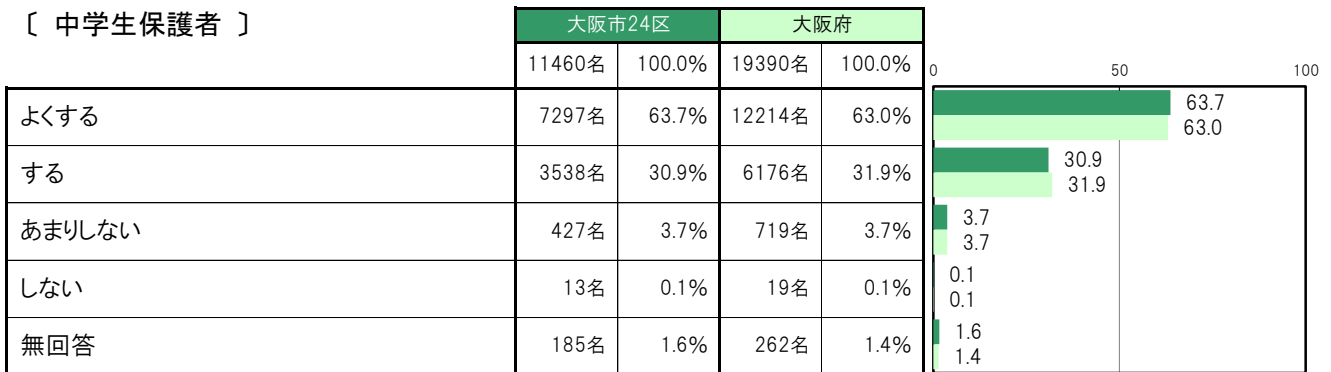 〔 中学生保護者 〕
大阪市24区 大阪府
11460名 100.0% 19390名 100.0%
0 50 100
よくする 7297名 63.7% 12214名 63.0%
63.7
63.0
する 3538名 30.9% 6176名 31.9%
30.9
31.9
あまりしない 427名 3.7% 719名 3.7%
3.7
3.7
しない 13名 0.1% 19名 0.1%
0.1
0.1
無回答 185名 1.6% 262名 1.4%
1.6
1.4